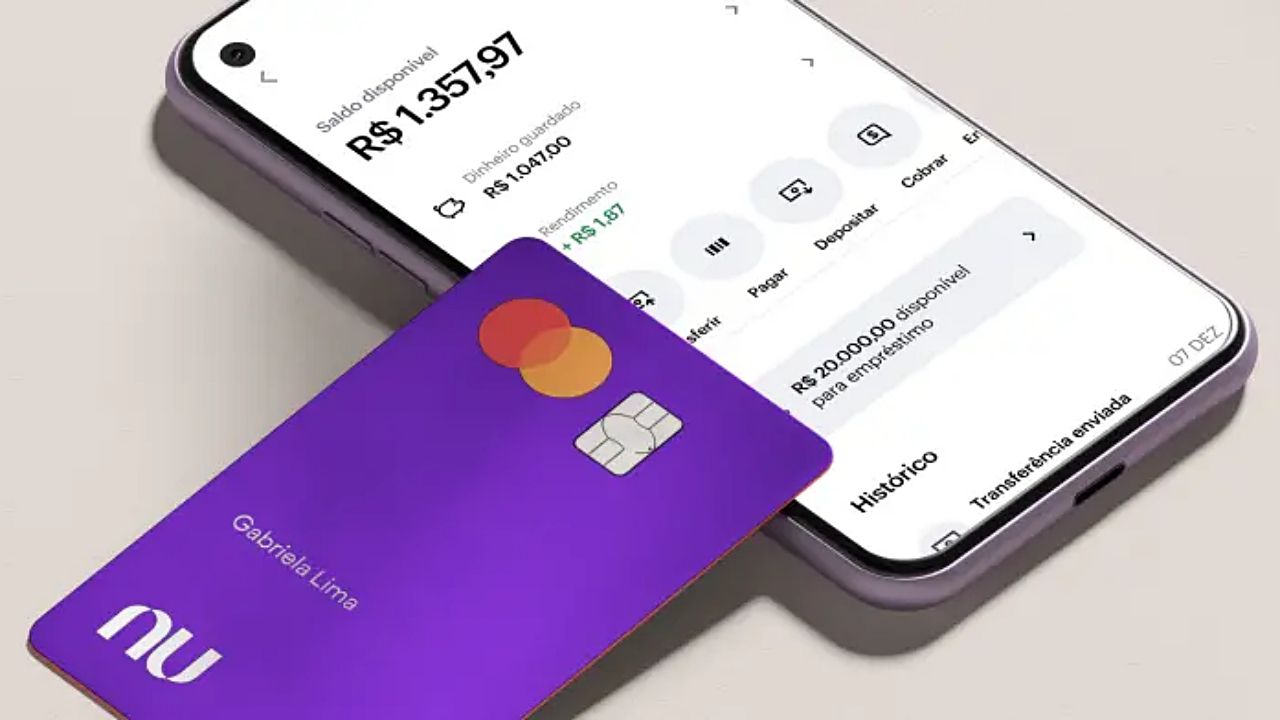 Saldo disponível
R$ 1.357,97
Dinheiro guardado
R$ 1.047,00
Rendimento
+ R$ 1,87
Pagar
Depositar
Cobrar
R$ 20.000,00 disponível
para empréstimo
Histórico
07 DEZ
Transferência enviada
Gabriela Lima
nu